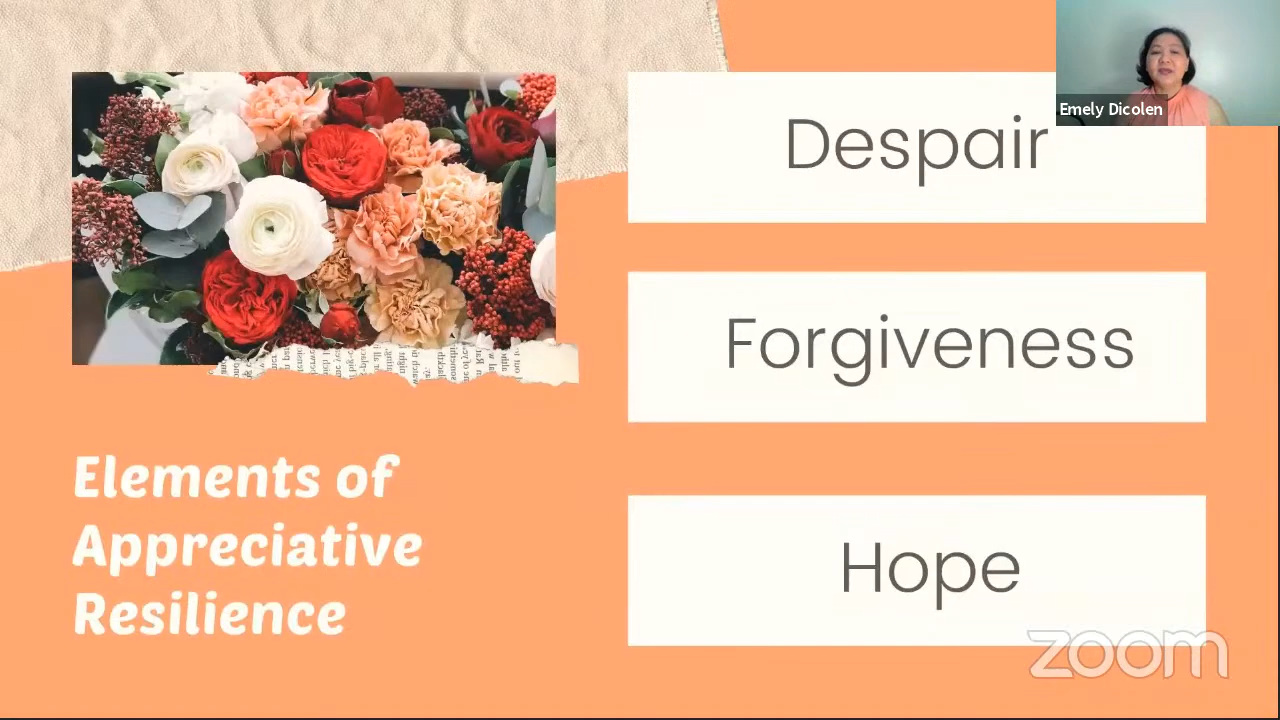 Elements of
Appreciative
Resilience
Despair
Forgiveness
Hope
Emely Dicolen
zoom